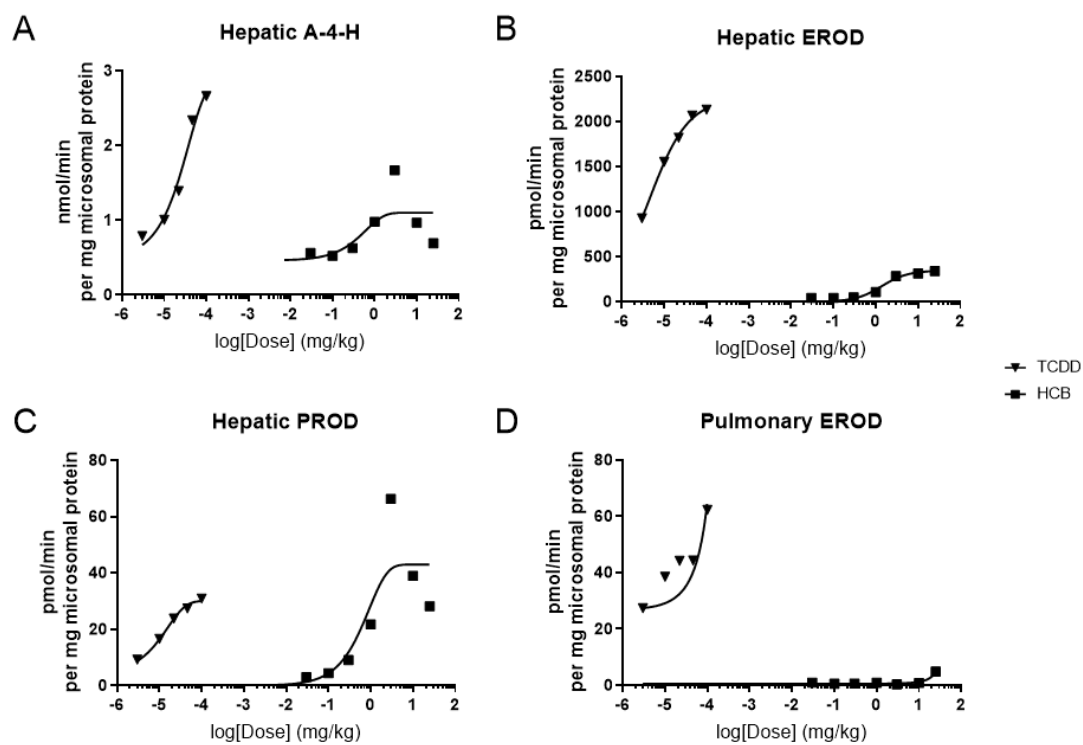 A
Hepatic A-4-H
nmol/min
per mg microsomal protein
3
2
1
0
-6 -5 -4 -3 -2 -1 0 1 2
log[Dose] (mg/kg)
B
Hepatic EROD
pmol/min
per mg microsomal protein
2500
2000
1500
1000
500
0
-6 -5 -4 -3 -2 -1 0 1 2
log[Dose] (mg/kg)
TCDD
HCB
C
Hepatic PROD
pmol/min
per mg microsomal protein
80
60
40
20
0
-6 -5 -4 -3 -2 -1 0 1 2
log[Dose] (mg/kg)
D
Pulmonary EROD
pmol/min
per mg microsomal protein
80
60
40
20
0
-6 -5 -4 -3 -2 -1 0 1 2
log[Dose] (mg/kg)